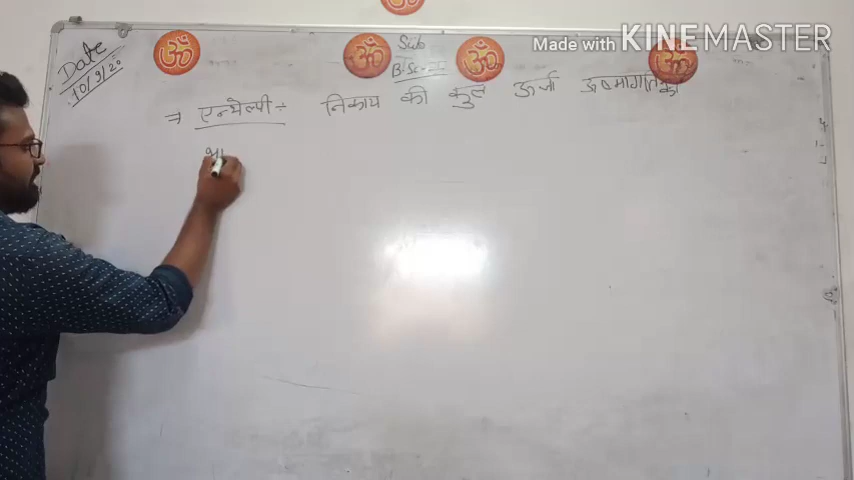 Made with KINEMASTER
Date
10/9/20
Sub
B.Sc
⇒ एन्थैल्पी ÷ निकाय की कुल ऊर्जा ऊष्मागतिकी
ॐ ॐ ॐ ॐ